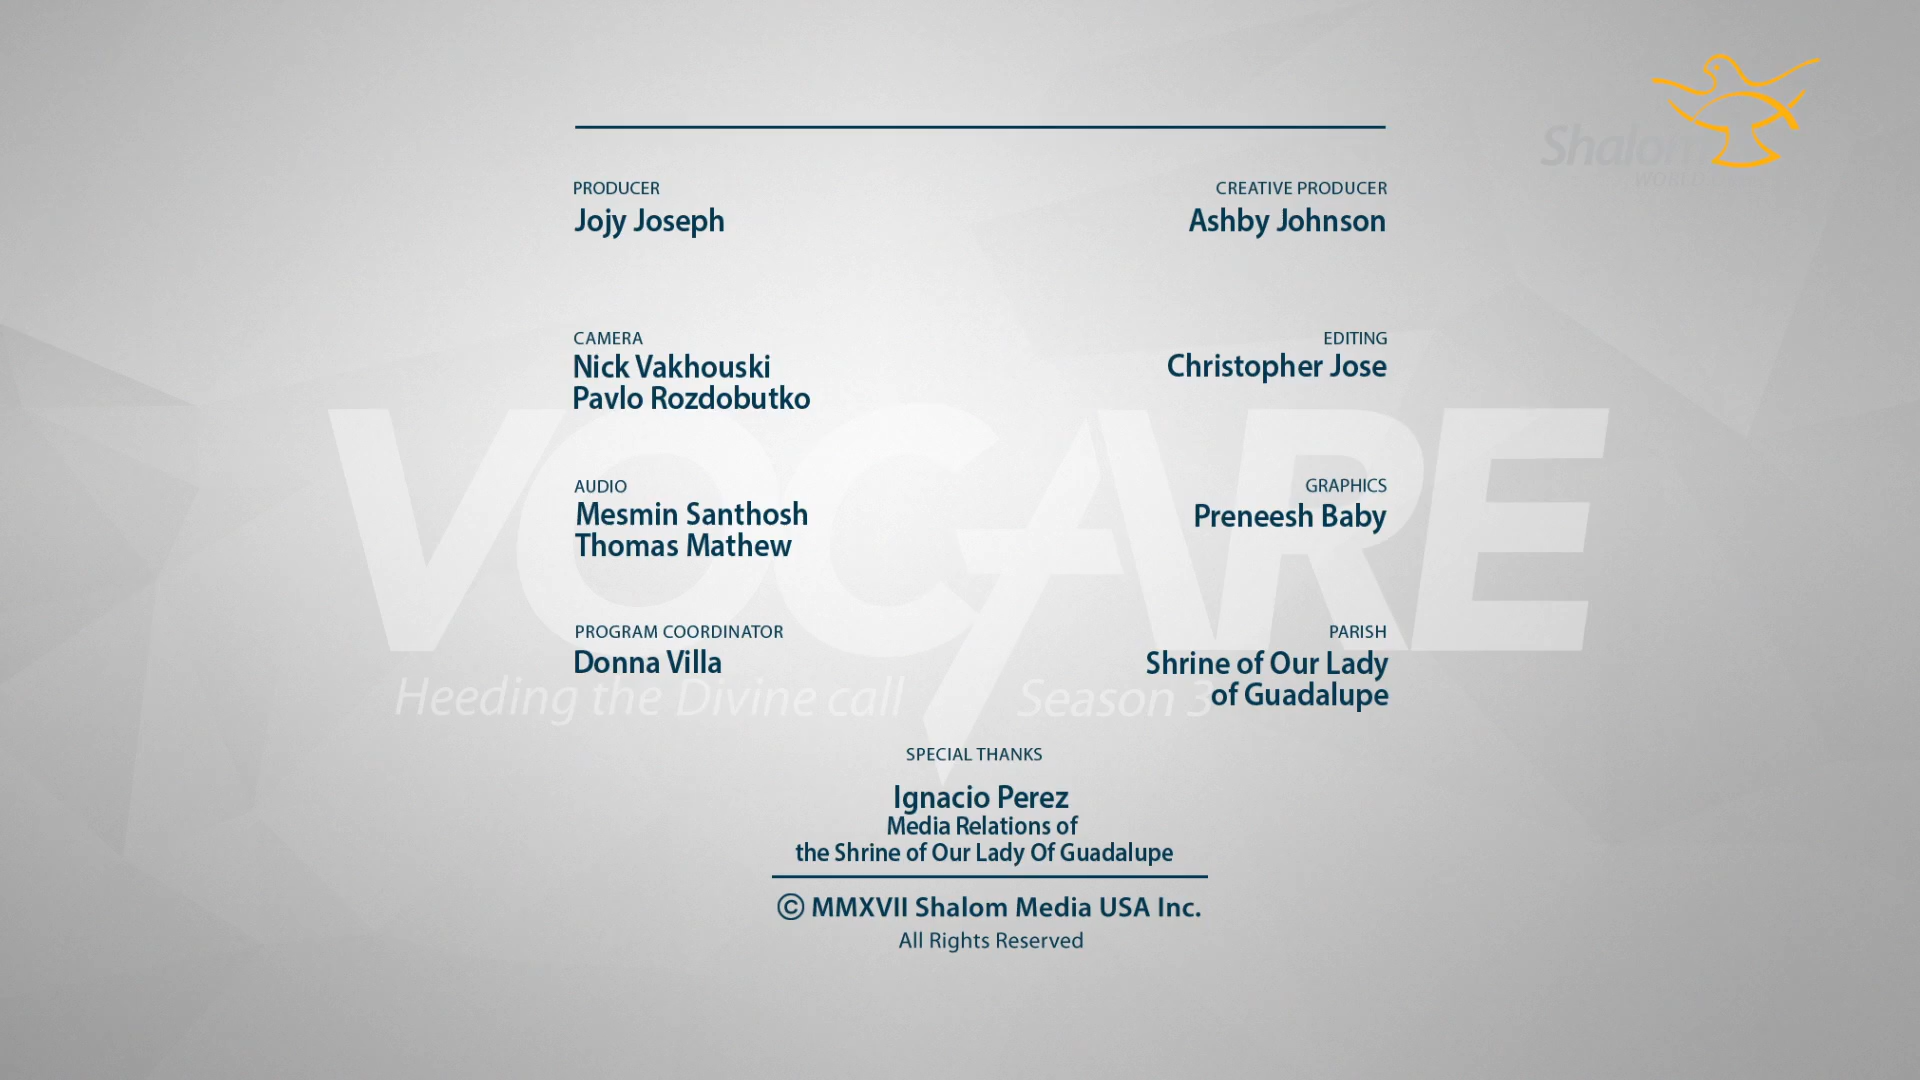 Shalom
WORLD
PRODUCER
Jojy Joseph
CREATIVE PRODUCER
Ashby Johnson
CAMERA
Nick Vakhouski
Pavlo Rozdobutko
EDITING
Christopher Jose
VOCARE
AUDIO
Mesmin Santhosh
Thomas Mathew
GRAPHICS
Preneesh Baby
PROGRAM COORDINATOR
Donna Villa
PARISH
Shrine of Our Lady
of Guadalupe
Heeding the Divine call Season 3
SPECIAL THANKS
Ignacio Perez
Media Relations of
the Shrine of Our Lady Of Guadalupe
© MMXVII Shalom Media USA Inc.
All Rights Reserved